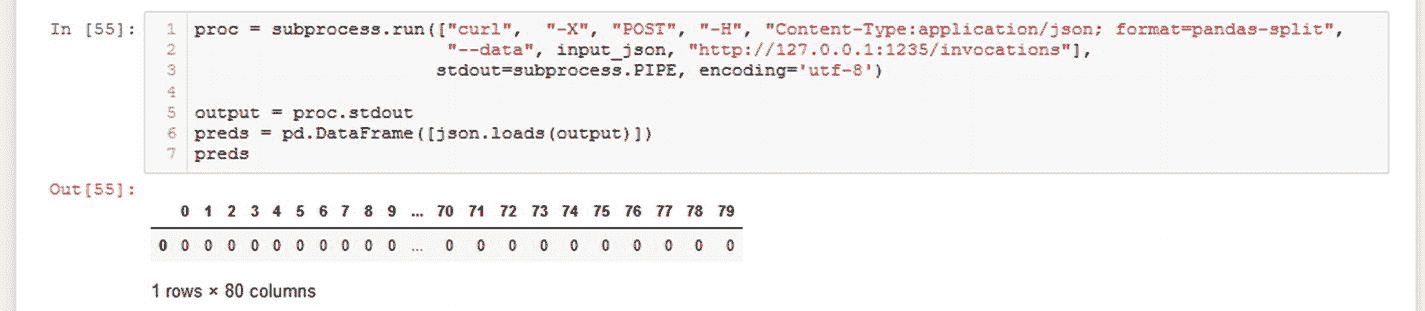 In [55]:
1 proc = subprocess.run(["curl", "-X", "POST", "-H", "Content-Type:application/json; format=pandas-split",
2 "--data", input_json, "http://127.0.0.1:1235/invocations"],
3 stdout=subprocess.PIPE, encoding='utf-8')
4
5 output = proc.stdout
6 preds = pd.DataFrame([json.loads(output)])
7 preds
Out[55]:
0 1 2 3 4 5 6 7 8 9 ... 70 71 72 73 74 75 76 77 78 79
0 0 0 0 0 0 0 0 0 0 0 ... 0 0 0 0 0 0 0 0 0 0
1 rows × 80 columns